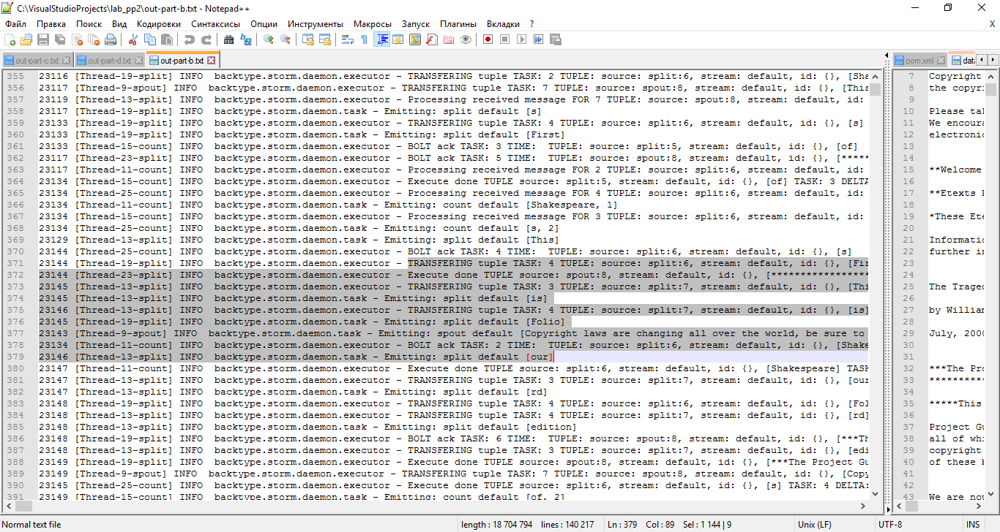 C:\VisualStudioProjects\lab_pp2\out-part-b.txt - Notepad++
Файл Правка Поиск Вид Кодировки Синтаксисы Опции Инструменты Макросы Запуск Плагины Вкладки ? X
out-part-c.txt out-part-d.txt out-part-b.txt
355 23116 [Thread-19-split] INFO backtype.storm.daemon.executor - TRANSFERING tuple TASK: 2 TUPLE: source: split:6, stream: default, id: {}, [Sha
356 23117 [Thread-9-spout] INFO backtype.storm.daemon.executor - TRANSFERING tuple TASK: 7 TUPLE: source: spout:8, stream: default, id: {}, [This
357 23119 [Thread-13-split] INFO backtype.storm.daemon.executor - Processing received message FOR 7 TUPLE: source: spout:8, stream: default, id:
358 23117 [Thread-19-split] INFO backtype.storm.daemon.task - Emitting: split default [s]
359 23133 [Thread-19-split] INFO backtype.storm.daemon.executor - TRANSFERING tuple TASK: 4 TUPLE: source: split:6, stream: default, id: {}, [s]
360 23133 [Thread-19-split] INFO backtype.storm.daemon.task - Emitting: split default [First]
361 23133 [Thread-15-count] INFO backtype.storm.daemon.executor - BOLT ack TASK: 3 TIME: TUPLE: source: split:5, stream: default, id: {}, [of]
362 23117 [Thread-23-split] INFO backtype.storm.daemon.executor - BOLT ack TASK: 5 TIME: TUPLE: source: spout:8, stream: default, id: {}, [*****
363 23117 [Thread-11-count] INFO backtype.storm.daemon.executor - Processing received message FOR 2 TUPLE: source: split:6, stream: default, id:
364 23134 [Thread-15-count] INFO backtype.storm.daemon.executor - Execute done TUPLE source: split:5, stream: default, id: {}, [of] TASK: 3 DELTA
365 23134 [Thread-25-count] INFO backtype.storm.daemon.executor - Processing received message FOR 4 TUPLE: source: split:6, stream: default, id:
366 23134 [Thread-11-count] INFO backtype.storm.daemon.task - Emitting: count default [Shakespeare, 1]
367 23134 [Thread-15-count] INFO backtype.storm.daemon.executor - Processing received message FOR 3 TUPLE: source: split:6, stream: default, id:
368 23134 [Thread-25-count] INFO backtype.storm.daemon.task - Emitting: count default [s, 2]
369 23129 [Thread-13-split] INFO backtype.storm.daemon.task - Emitting: split default [This]
370 23144 [Thread-25-count] INFO backtype.storm.daemon.executor - BOLT ack TASK: 4 TIME: TUPLE: source: split:6, stream: default, id: {}, [s]
371 23144 [Thread-19-split] INFO backtype.storm.daemon.executor - TRANSFERING tuple TASK: 4 TUPLE: source: split:6, stream: default, id: {}, [Fir
372 23144 [Thread-23-split] INFO backtype.storm.daemon.executor - Execute done TUPLE source: spout:8, stream: default, id: {}, [*****************
373 23145 [Thread-13-split] INFO backtype.storm.daemon.executor - TRANSFERING tuple TASK: 3 TUPLE: source: split:7, stream: default, id: {}, [Thi
374 23145 [Thread-13-split] INFO backtype.storm.daemon.task - Emitting: split default [is]
375 23146 [Thread-13-split] INFO backtype.storm.daemon.executor - TRANSFERING tuple TASK: 4 TUPLE: source: split:7, stream: default, id: {}, [is]
376 23145 [Thread-19-split] INFO backtype.storm.daemon.task - Emitting: split default [Folio]
377 23143 [Thread-9-spout] INFO backtype.storm.daemon.task - Emitting: spout default [Copyright laws are changing all over the world, be sure to
378 23134 [Thread-11-count] INFO backtype.storm.daemon.executor - BOLT ack TASK: 2 TIME: TUPLE: source: split:6, stream: default, id: {}, [Shake
379 23146 [Thread-13-split] INFO backtype.storm.daemon.task - Emitting: split default [our]
380 23147 [Thread-11-count] INFO backtype.storm.daemon.executor - Execute done TUPLE source: split:6, stream: default, id: {}, [Shakespeare] TASK
381 23147 [Thread-13-split] INFO backtype.storm.daemon.executor - TRANSFERING tuple TASK: 3 TUPLE: source: split:7, stream: default, id: {}, [our
382 23147 [Thread-13-split] INFO backtype.storm.daemon.task - Emitting: split default [rd]
383 23148 [Thread-19-split] INFO backtype.storm.daemon.executor - TRANSFERING tuple TASK: 4 TUPLE: source: split:6, stream: default, id: {}, [Fol
384 23148 [Thread-13-split] INFO backtype.storm.daemon.executor - TRANSFERING tuple TASK: 4 TUPLE: source: split:7, stream: default, id: {}, [rd]
385 23148 [Thread-13-split] INFO backtype.storm.daemon.task - Emitting: split default [edition]
386 23148 [Thread-19-split] INFO backtype.storm.daemon.executor - BOLT ack TASK: 6 TIME: TUPLE: source: spout:8, stream: default, id: {}, [***Th
387 23148 [Thread-13-split] INFO backtype.storm.daemon.executor - TRANSFERING tuple TASK: 3 TUPLE: source: split:7, stream: default, id: {}, [edi
388 23149 [Thread-19-split] INFO backtype.storm.daemon.executor - Execute done TUPLE source: spout:8, stream: default, id: {}, [***The Project Gu
389 23149 [Thread-9-spout] INFO backtype.storm.daemon.executor - TRANSFERING tuple TASK: 7 TUPLE: source: spout:8, stream: default, id: {}, [Copy
390 23145 [Thread-25-count] INFO backtype.storm.daemon.executor - Execute done TUPLE source: split:6, stream: default, id: {}, [s] TASK: 4 DELTA:
391 23149 [Thread-15-count] INFO backtype.storm.daemon.task - Emitting: count default [of, 2]
pom.xml data
7 Copyright
8 the copyri
9
10 Please tal
11 We encoura
12 electronic
13
14
15 **Welcome
16
17 **Etexts
18
19 *These Ete
20
21 Informatic
22 further in
23
24
25 The Traged
26
27 by William
28
29 July, 2000
30
31
32 ***The Pro
33 **********
34
35 *****This
36
37 Project Gu
38 all of whi
39 copyright
40 of these
41
42
43 We are now
Normal text file length : 18 704 794 lines : 140 217 Ln : 379 Col : 89 Sel : 1 144 | 9 Unix (LF) UTF-8 INS